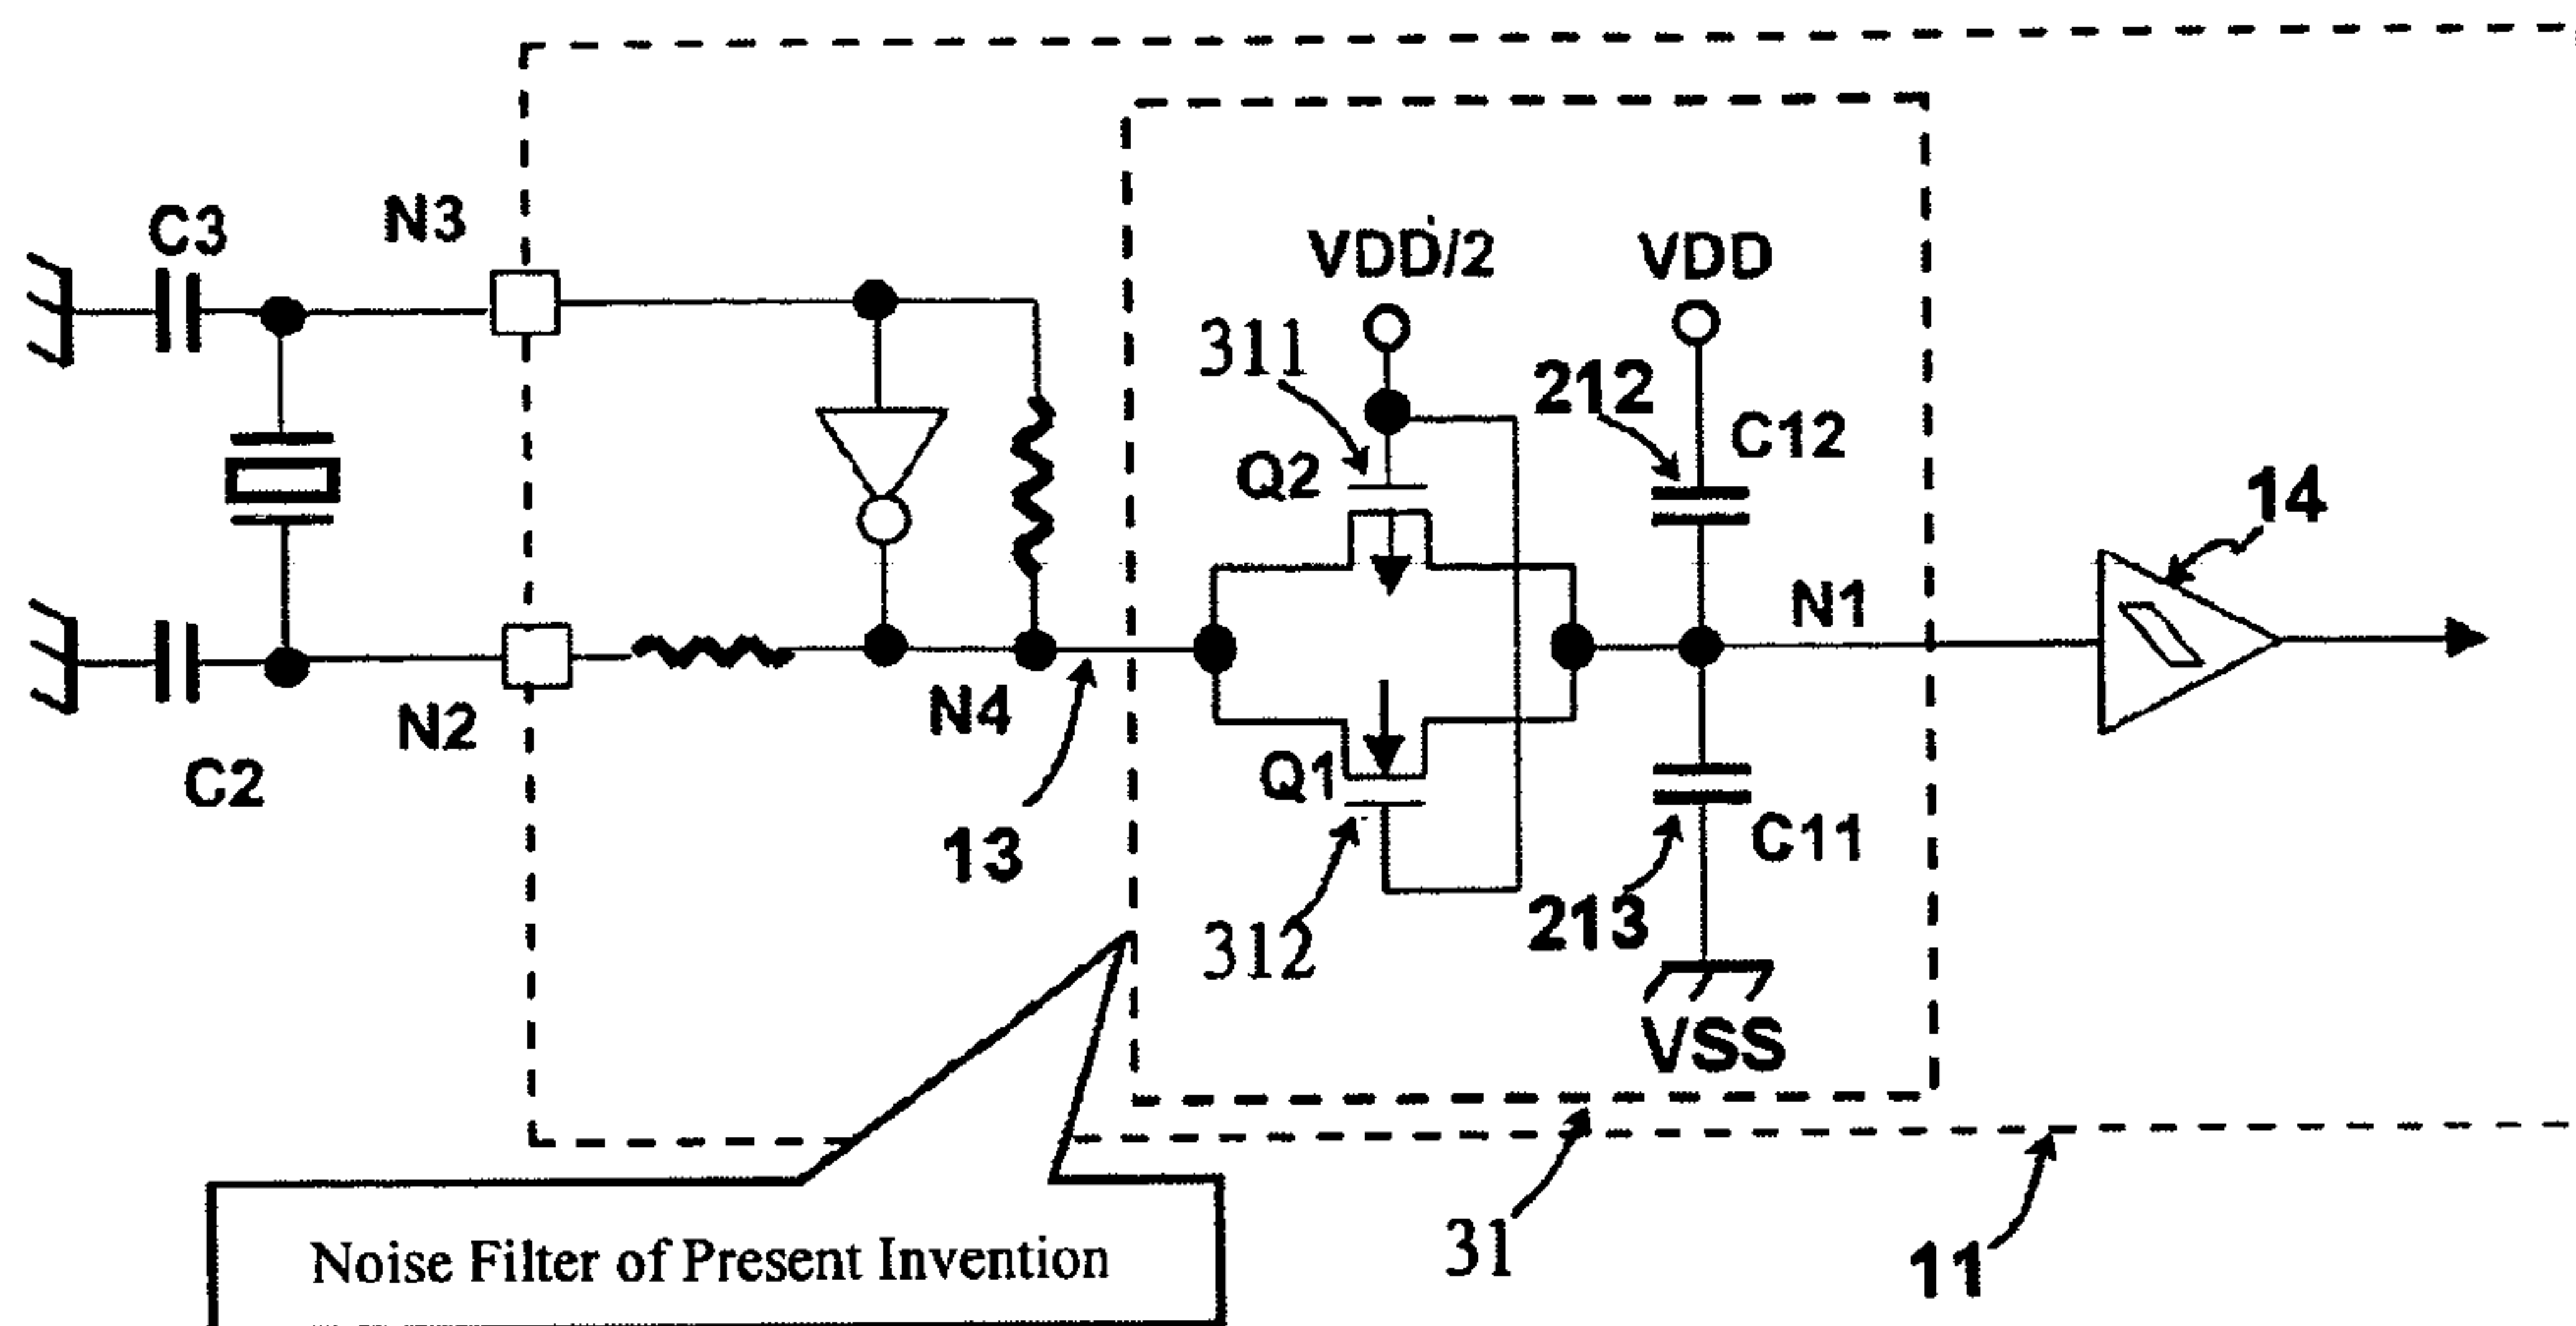 C3
N3
VDD/2
VDD
311
212
C12
Q2
14
N1
N2
N4
C2
Q1
13
C11
312
213
VSS
31
11
Noise Filter of Present Invention